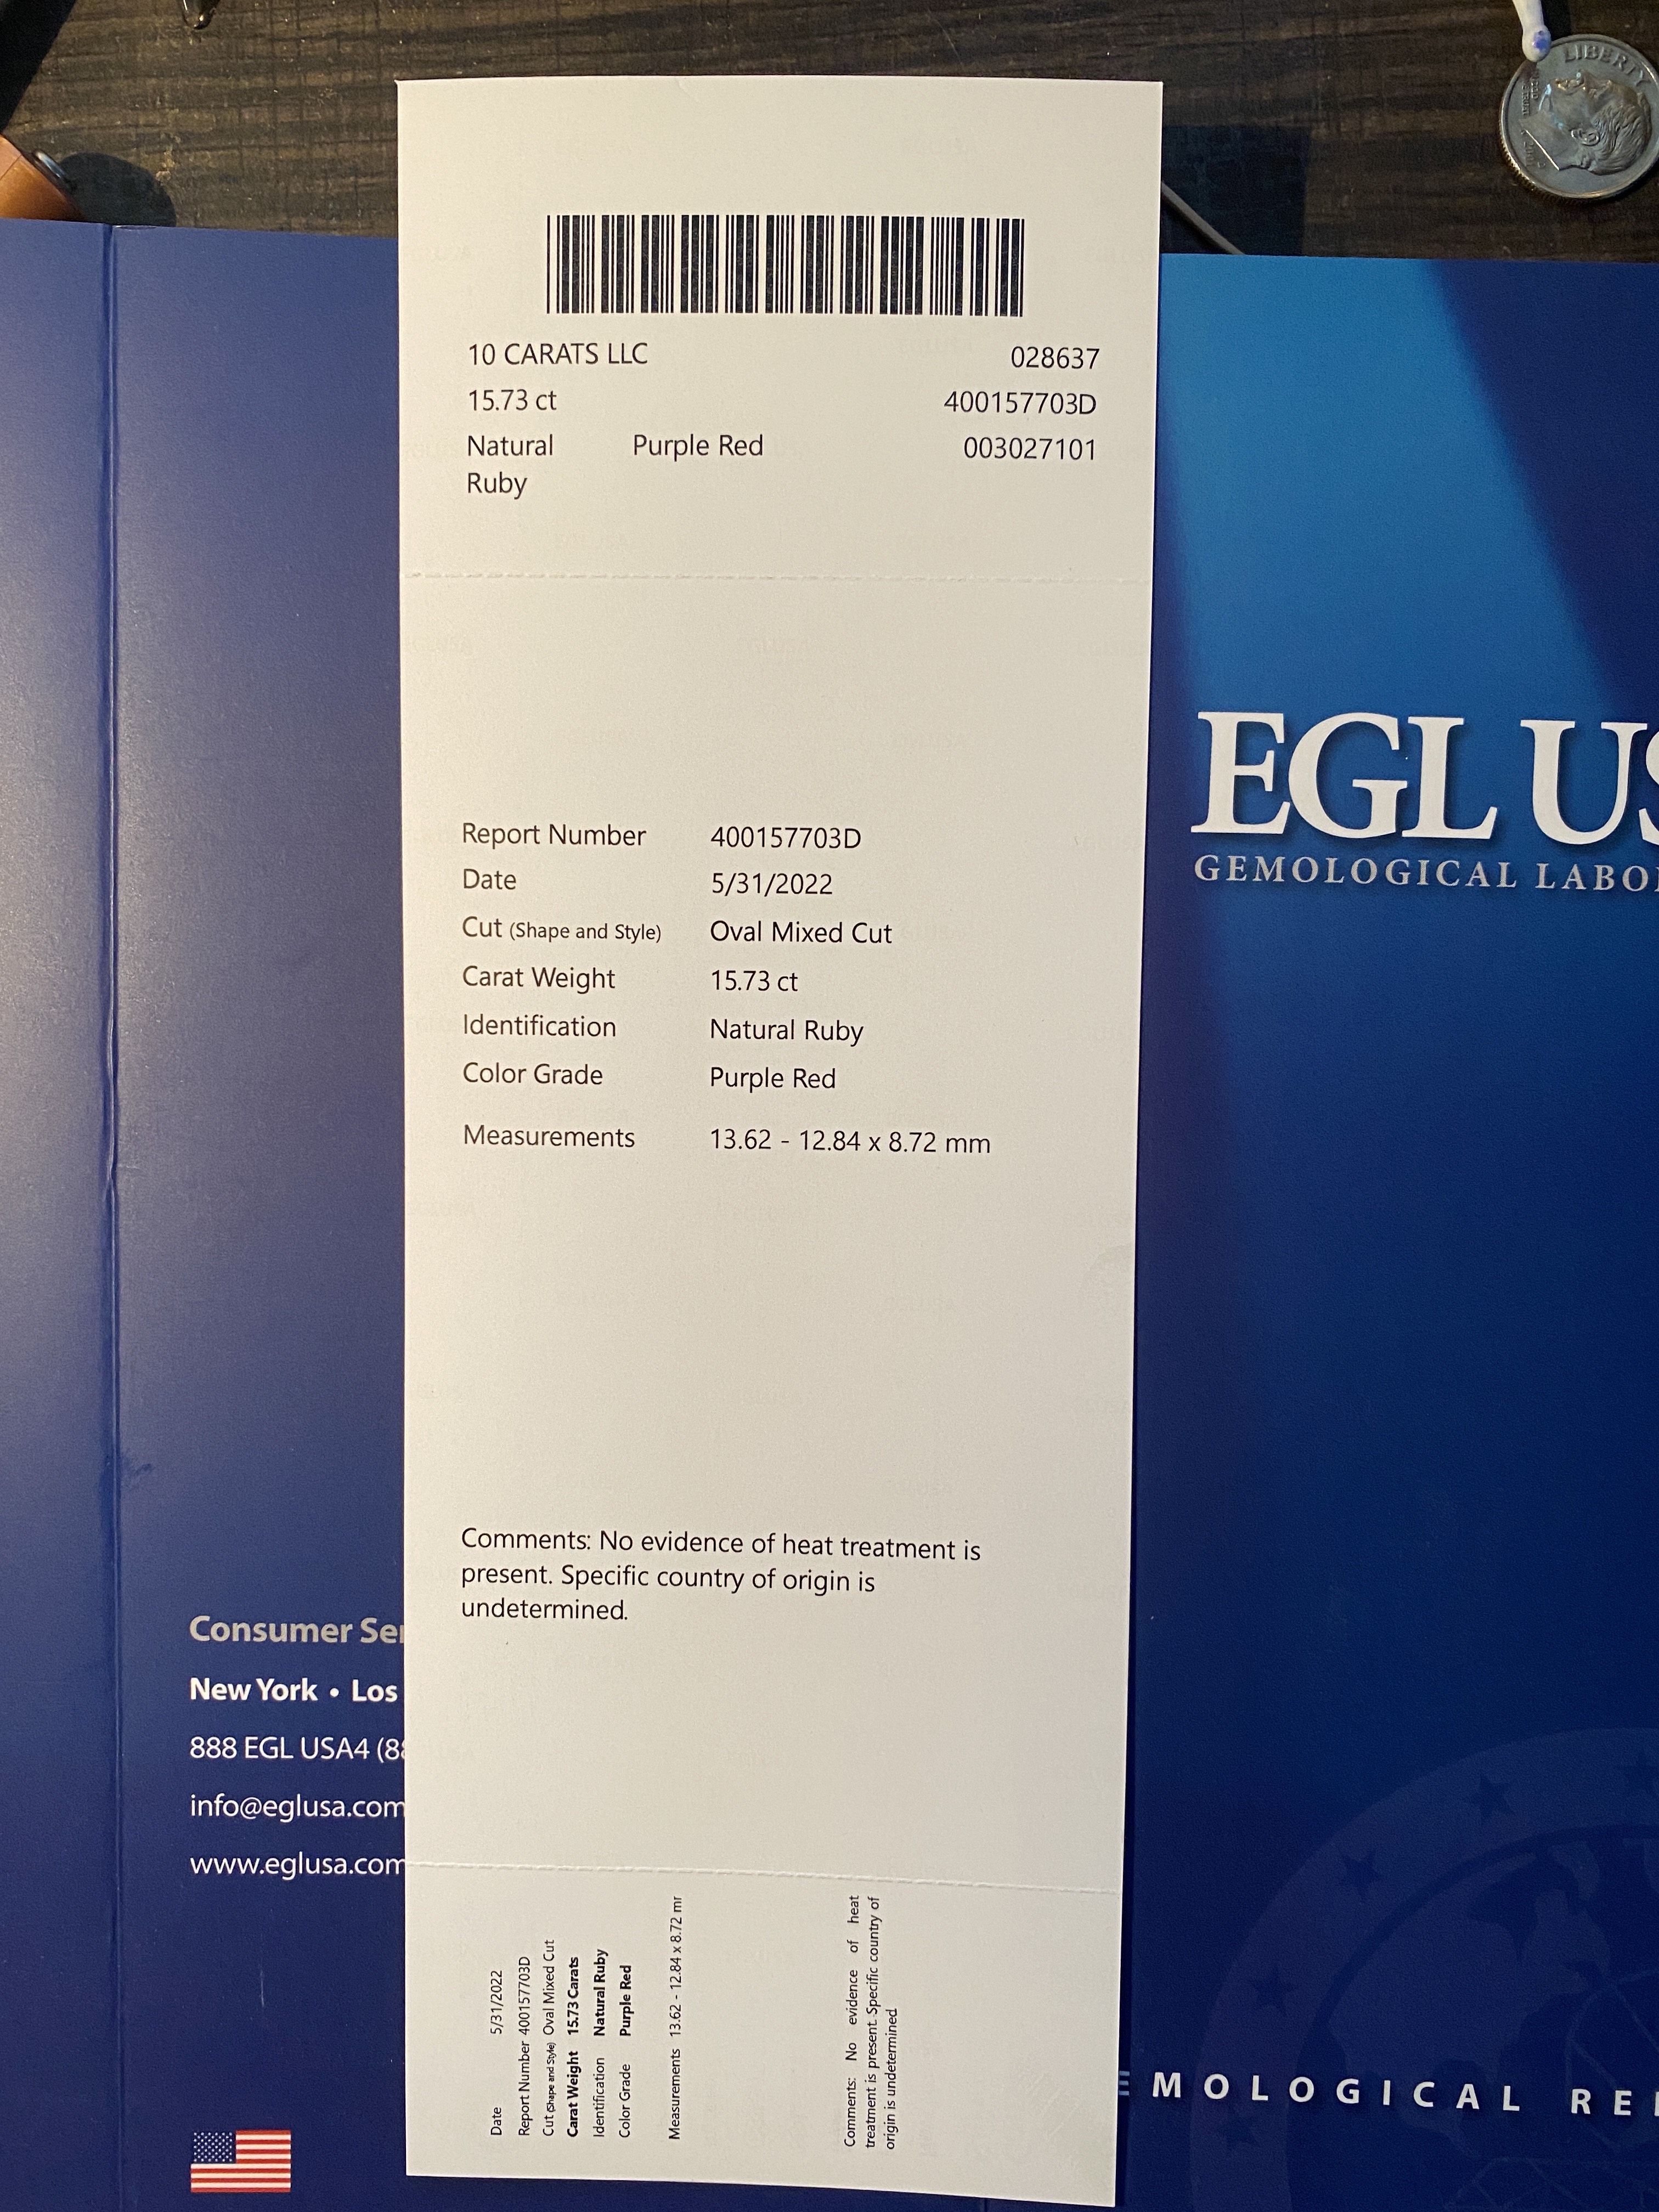 LIBERTY
10 CARATS LLC 028637
15.73 ct 400157703D
Natural Purple Red 003027101
Ruby
EGL US
GEMOLOGICAL LABO
Report Number 400157703D
Date 5/31/2022
Cut (Shape and Style) Oval Mixed Cut
Carat Weight 15.73 ct
Identification Natural Ruby
Color Grade Purple Red
Measurements 13.62 - 12.84 x 8.72 mm
Comments: No evidence of heat treatment is
present. Specific country of origin is
undetermined.
Consumer Ser
New York • Los
888 EGL USA4 (88
info@eglusa.com
www.eglusa.com
Date 5/31/2022
Report Number 400157703D
Cut (Shape and Style) Oval Mixed Cut
Carat Weight 15.73 Carats
Identification Natural Ruby
Color Grade Purple Red
Measurements 13.62 - 12.84 x 8.72 mr
Comments: No evidence of heat
treatment is present. Specific country of
origin is undetermined
EMOLOGICAL RE